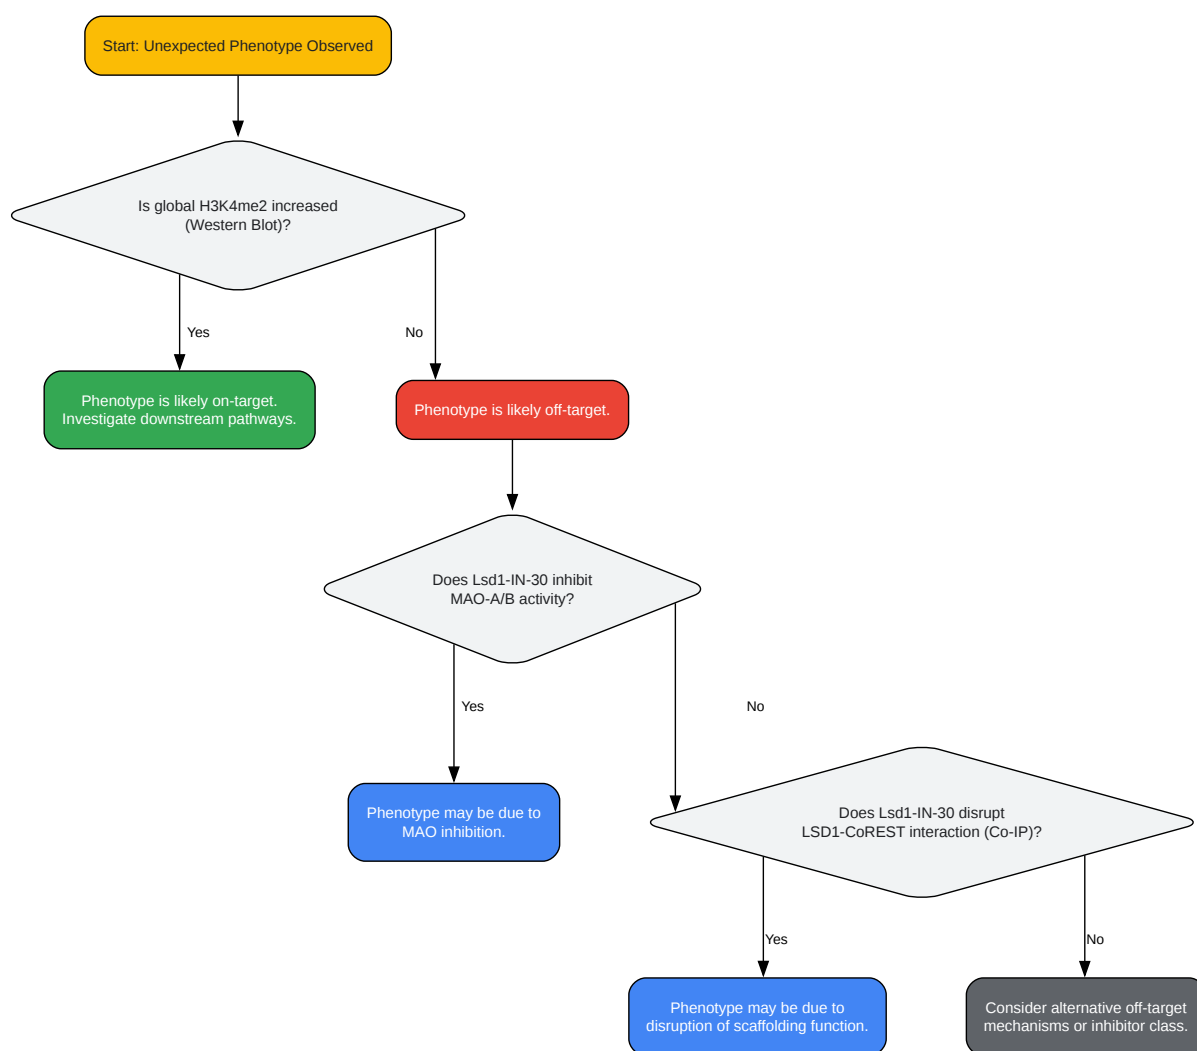 Start: Unexpected Phenotype Observed
Is global H3K4me2 increased
(Western Blot)?
Yes
No
Phenotype is likely on-target.
Investigate downstream pathways.
Phenotype is likely off-target.
Does Lsd1-IN-30 inhibit
MAO-A/B activity?
Yes
No
Phenotype may be due to
MAO inhibition.
Does Lsd1-IN-30 disrupt
LSD1-CoREST interaction (Co-IP)?
Yes
No
Phenotype may be due to
disruption of scaffolding function.
Consider alternative off-target
mechanisms or inhibitor class.